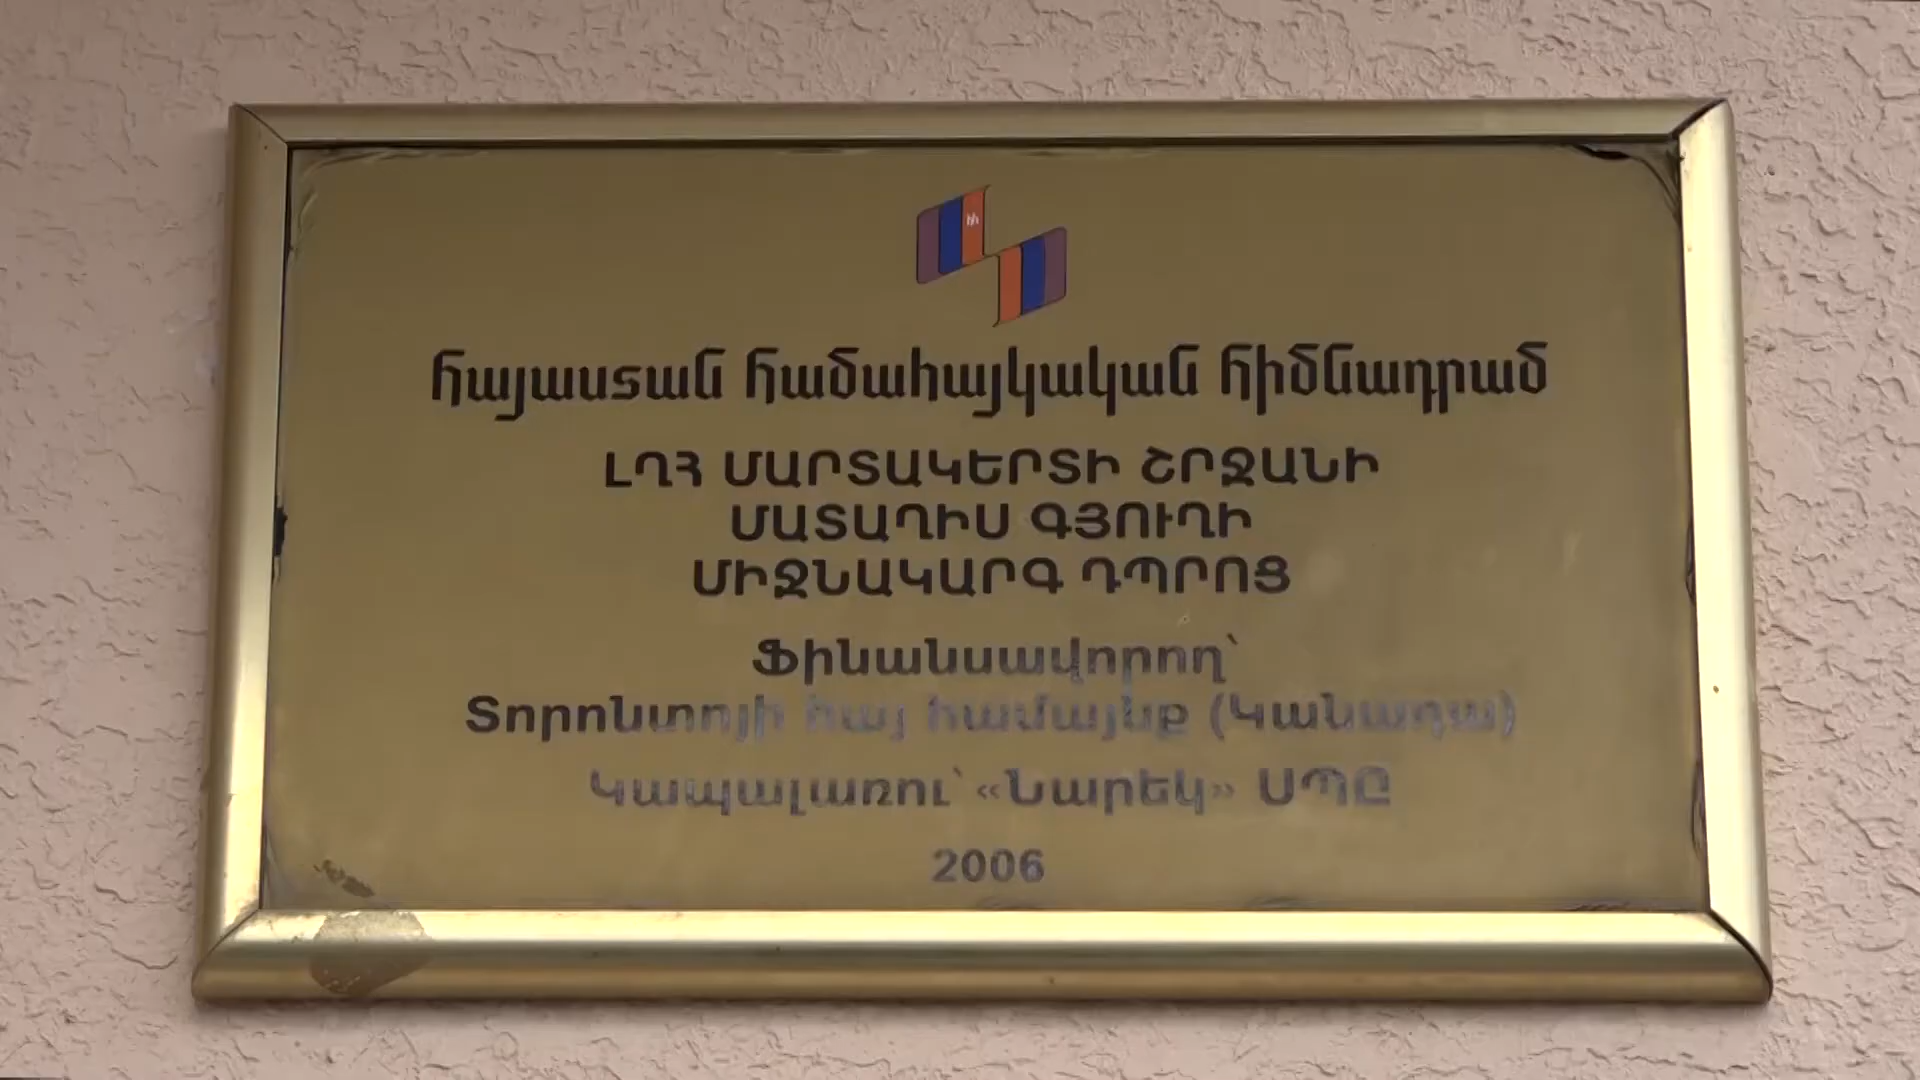 հայաստան համահայկական հիմնադրամ
ԼՂՀ ՄԱՐՏԱԿԵՐՏԻ ՇՐՋԱՆԻ
ՄԱՏԱՂԻՍ ԳՅՈՒՂԻ
ՄԻՋՆԱԿԱՐԳ ԴՊՐՈՑ
Ֆինանսավորող՝
Տորոնտոյի հայ համայնք (Կանադա)
Կապալառու՝ «Նարեկ» ՍՊԸ
2006